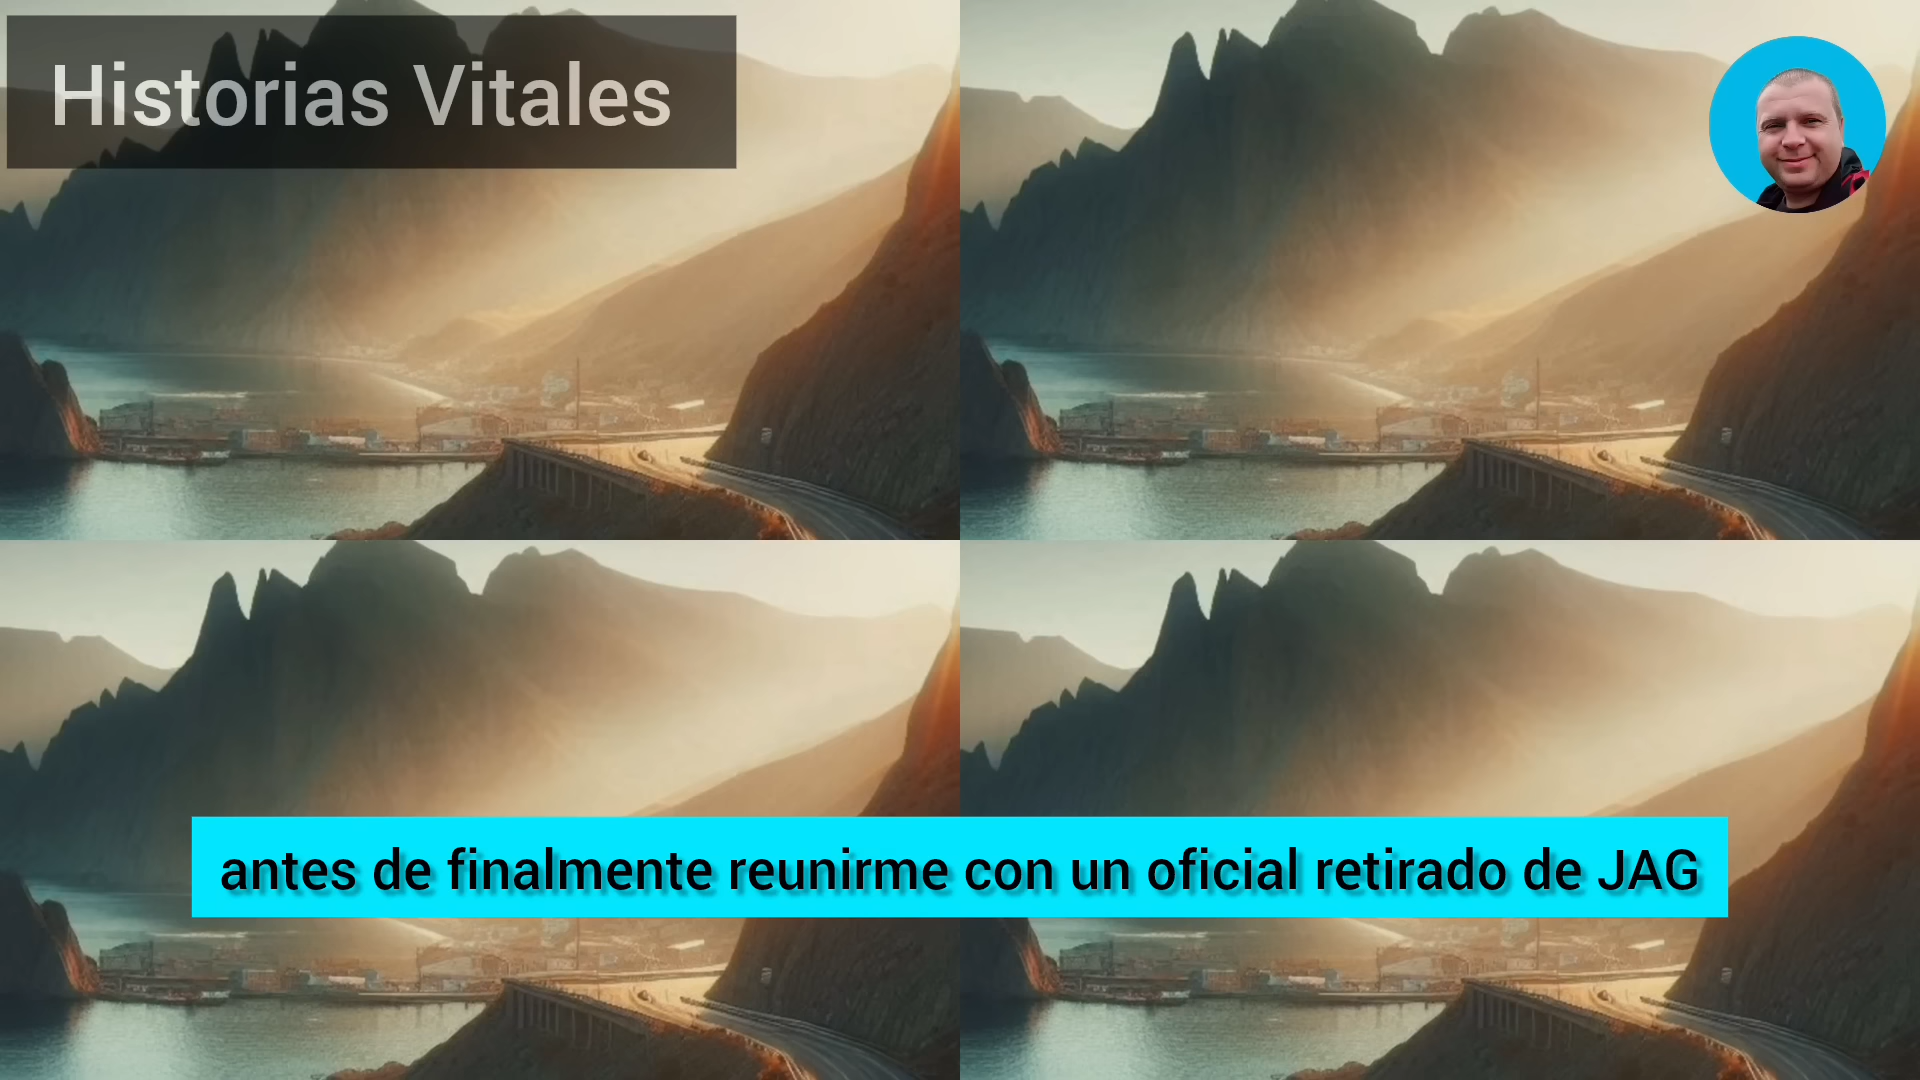 Historias Vitales
antes de finalmente reunirme con un oficial retirado de JAG